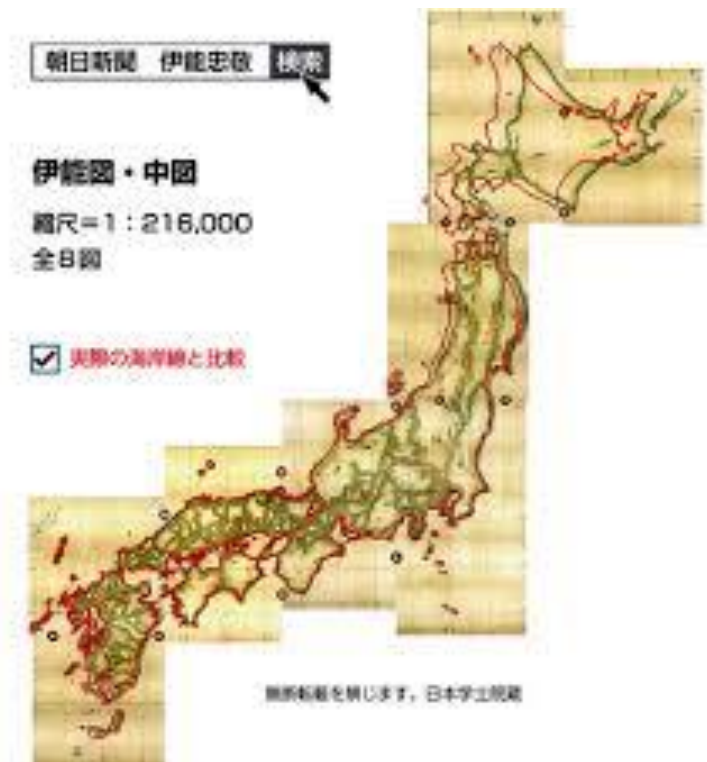 朝日新聞 伊能忠敬 検索
伊能図・中図
縮尺=1:216,000
全8図
実際の海岸線と比較
無断転載を禁じます。日本学士院蔵